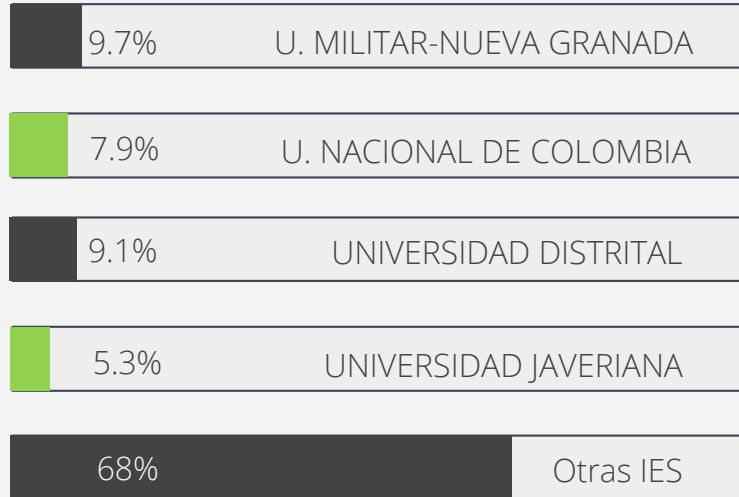 9.7% U. MILITAR-NUEVA GRANADA
7.9% U. NACIONAL DE COLOMBIA
9.1% UNIVERSIDAD DISTRITAL
5.3% UNIVERSIDAD JAVERIANA
68% Otras IES